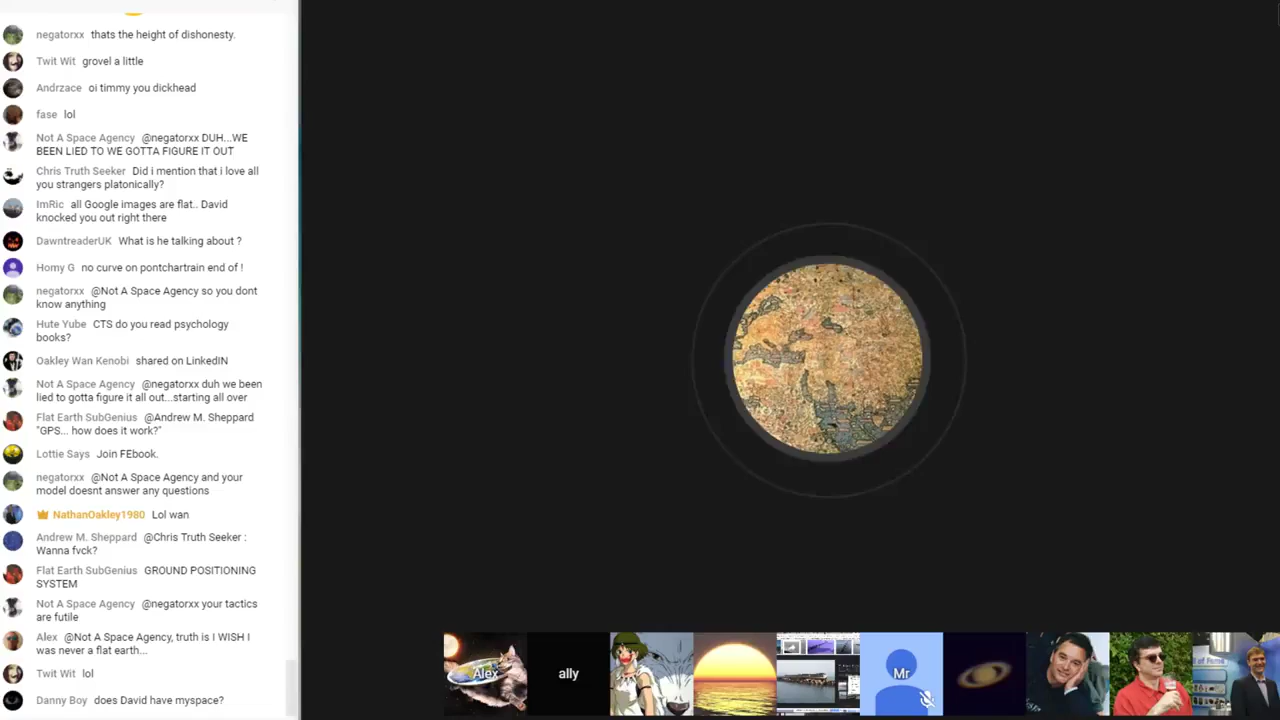 negatorxx thats the height of dishonesty.
Twit Wit grovel a little
Andrzace oi timmy you dickhead
fase lol
Not A Space Agency @negatorxx DUH...WE
BEEN LIED TO WE GOTTA FIGURE IT OUT
Chris Truth Seeker Did i mention that i love all
you strangers platonically?
ImRic all Google images are flat.. David
knocked you out right there
DawntreaderUK What is he talking about ?
Homy G no curve on pontchartrain end of !
negatorxx @Not A Space Agency so you dont
know anything
Hute Yube CTS do you read psychology
books?
Oakley Wan Kenobi shared on LinkedIN
Not A Space Agency @negatorxx duh we been
lied to gotta figure it all out...starting all over
Flat Earth SubGenius @Andrew M. Sheppard
"GPS... how does it work?"
Lottie Says Join FEbook.
negatorxx @Not A Space Agency and your
model doesnt answer any questions
NathanOakley1980 Lol wan
Andrew M. Sheppard @Chris Truth Seeker :
Wanna fvck?
Flat Earth SubGenius GROUND POSITIONING
SYSTEM
Not A Space Agency @negatorxx your tactics
are futile
Alex @Not A Space Agency, truth is I WISH I
was never a flat earth...
Twit Wit lol
Danny Boy does David have myspace?
Alex
ally
Mr